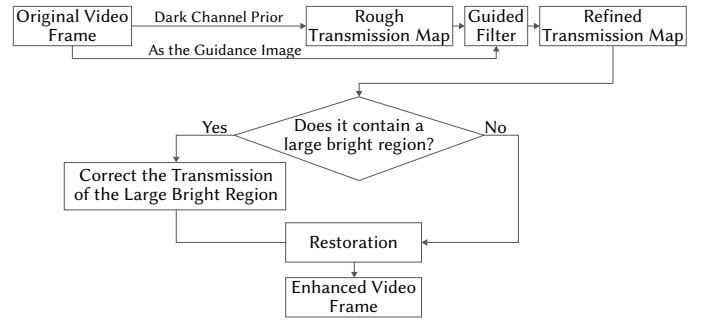 Original Video
Frame
Dark Channel Prior
As the Guidance Image
Rough
Transmission Map
Guided
Filter
Refined
Transmission Map
Does it contain a
large bright region?
Yes
No
Correct the Transmission
of the Large Bright Region
Restoration
Enhanced Video
Frame